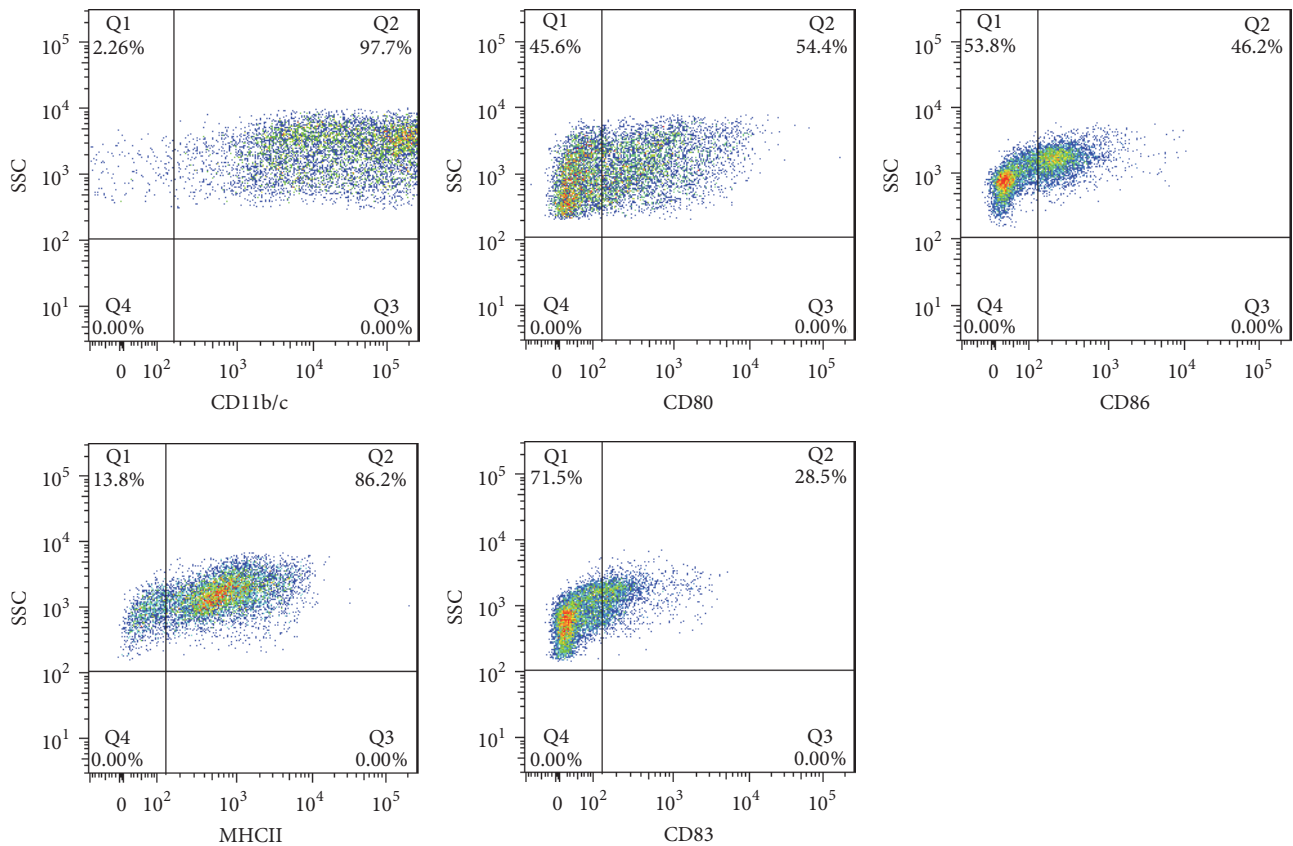 Q1 Q2
2.26% 97.7%
10^5
10^4
10^3
10^2
10^1
SSC
Q4 Q3
0.00% 0.00%
0 10^2 10^3 10^4 10^5
CD11b/c
Q1 Q2
45.6% 54.4%
10^5
10^4
10^3
10^2
10^1
SSC
Q4 Q3
0.00% 0.00%
0 10^2 10^3 10^4 10^5
CD80
Q1 Q2
53.8% 46.2%
10^5
10^4
10^3
10^2
10^1
SSC
Q4 Q3
0.00% 0.00%
0 10^2 10^3 10^4 10^5
CD86
Q1 Q2
13.8% 86.2%
10^5
10^4
10^3
10^2
10^1
SSC
Q4 Q3
0.00% 0.00%
0 10^2 10^3 10^4 10^5
MHCII
Q1 Q2
71.5% 28.5%
10^5
10^4
10^3
10^2
10^1
SSC
Q4 Q3
0.00% 0.00%
0 10^2 10^3 10^4 10^5
CD83